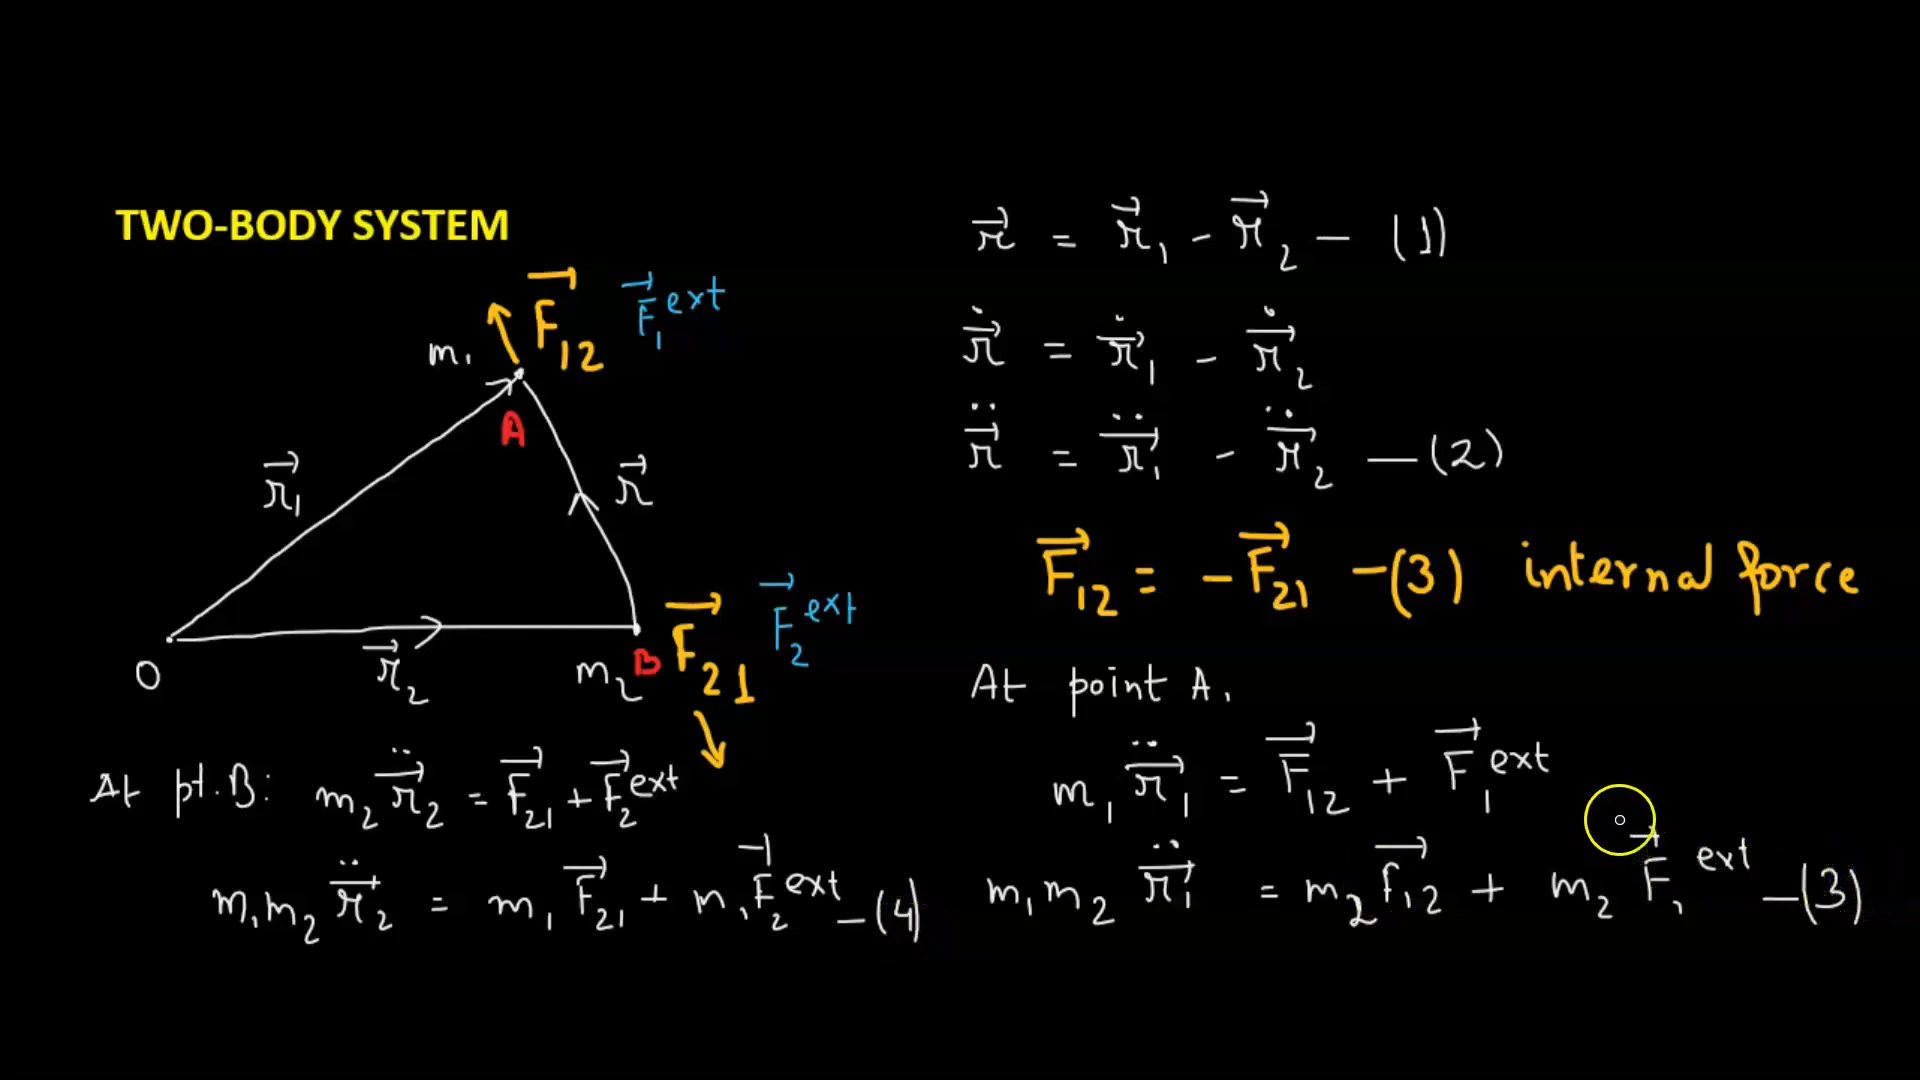 TWO-BODY SYSTEM
F⃗₁₂ F⃗₁ᵉˣᵗ
m₁
A
r⃗₁
r⃗
O
r⃗₂
m₂ B F⃗₂₁ F⃗₂ᵉˣᵗ
At pt.B: m₂ r⃗̈₂ = F⃗₂₁ + F⃗₂ᵉˣᵗ
m₁m₂ r⃗̈₂ = m₁ F⃗₂₁ + m₁ F⃗₂ᵉˣᵗ – (4)
r⃗ = r⃗₁ - r⃗₂ – (1)
r⃗̇ = r⃗̇₁ - r⃗̇₂
r⃗̈ = r⃗̈₁ - r⃗̈₂ — (2)
F⃗₁₂ = - F⃗₂₁ – (3) internal force
At point A,
m₁ r⃗̈₁ = F⃗₁₂ + F⃗₁ᵉˣᵗ
m₁m₂ r⃗̈₁ = m₂ F⃗₁₂ + m₂ F⃗₁ ᵉˣᵗ – (3)